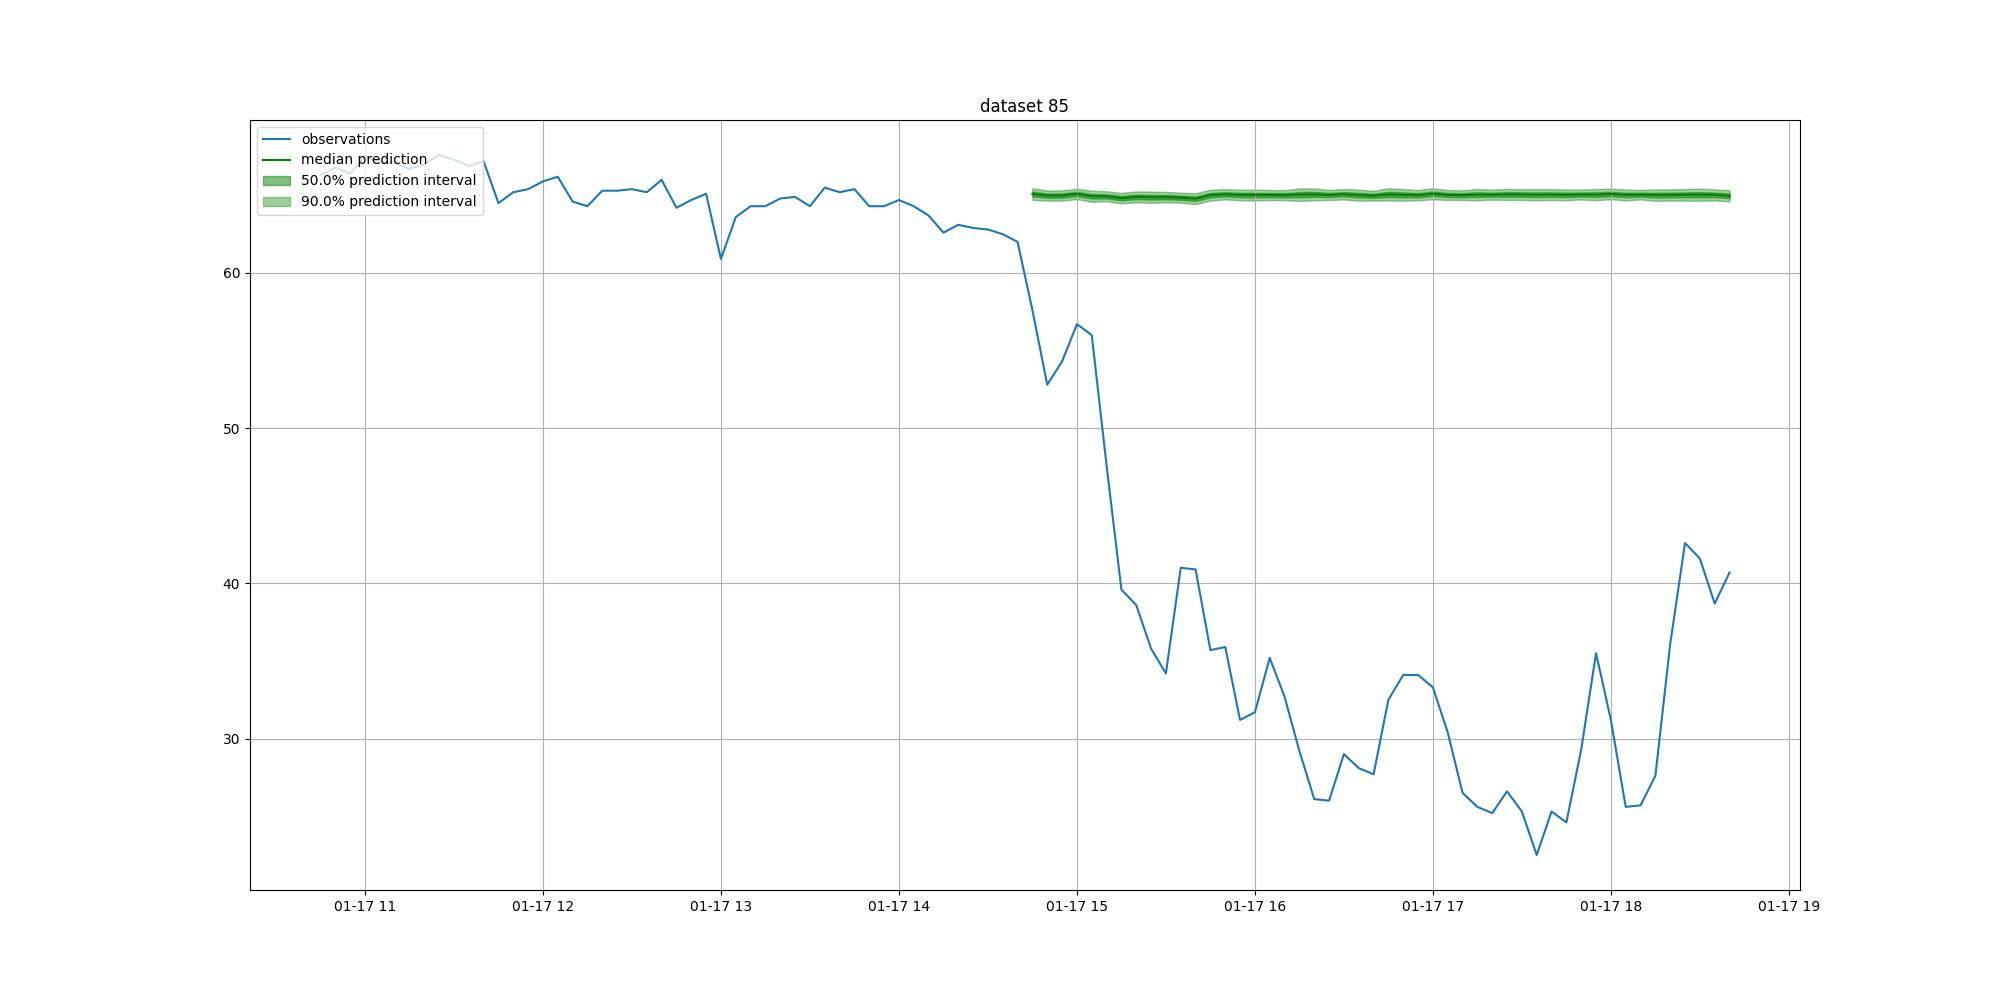 dataset 85
observations
median prediction
50.0% prediction interval
90.0% prediction interval
60
50
40
30
01-17 11
01-17 12
01-17 13
01-17 14
01-17 15
01-17 16
01-17 17
01-17 18
01-17 19